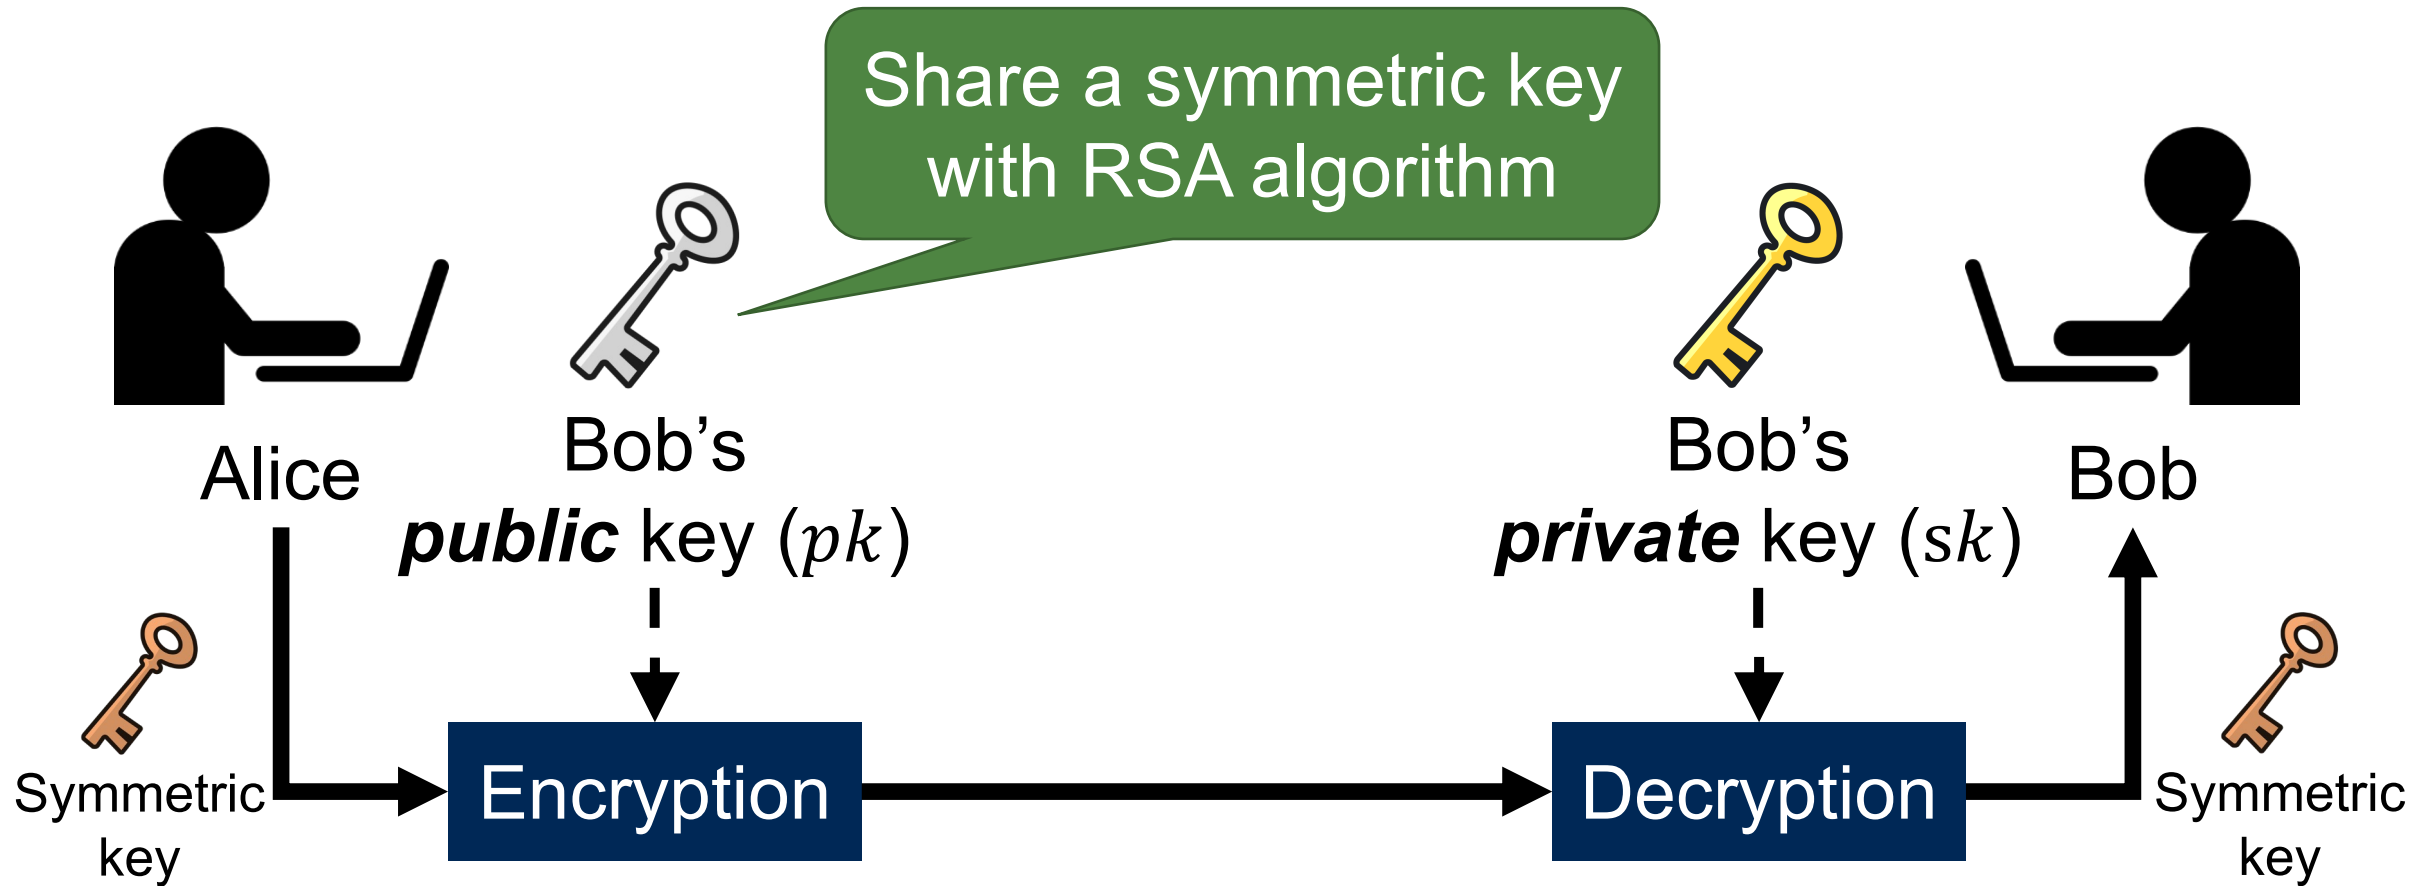 Share a symmetric key
with RSA algorithm
Alice
Bob’s
public key (pk)
Bob’s
private key (sk)
Bob
Symmetric
key
Encryption
Decryption
Symmetric
key